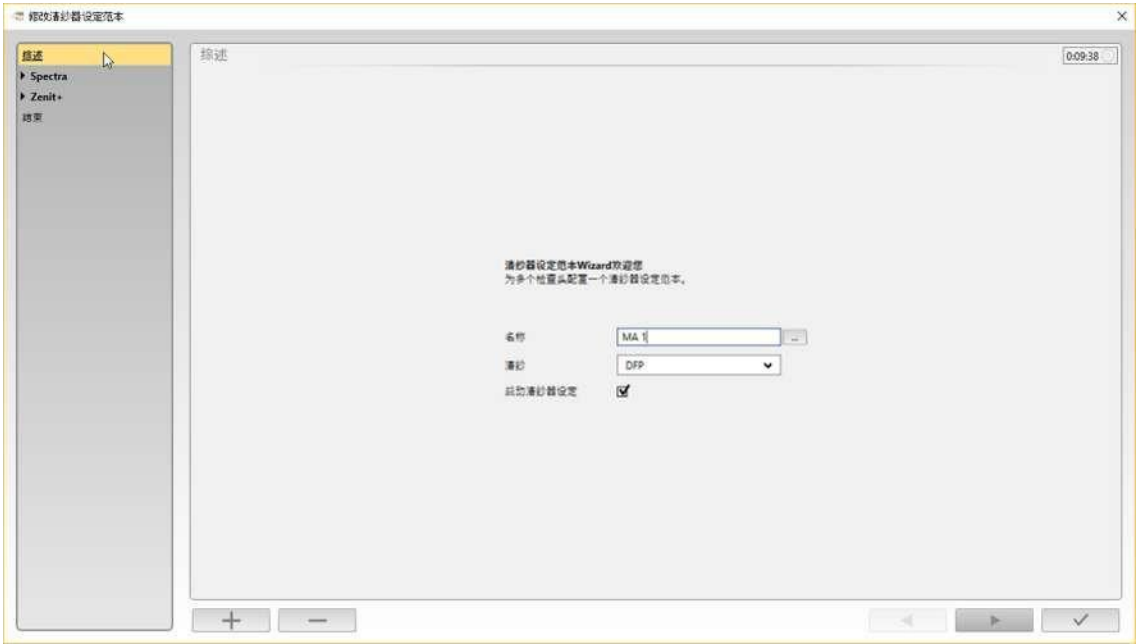 修改清纱器设定范本
综述
Spectra
Zenit+
结束
综述
0:09:38
清纱器设定范本Wizard欢迎您
为多个检查头配置一个清纱器设定范本。
名称
MA 1
...
清纱
DFP
启动清纱器设定